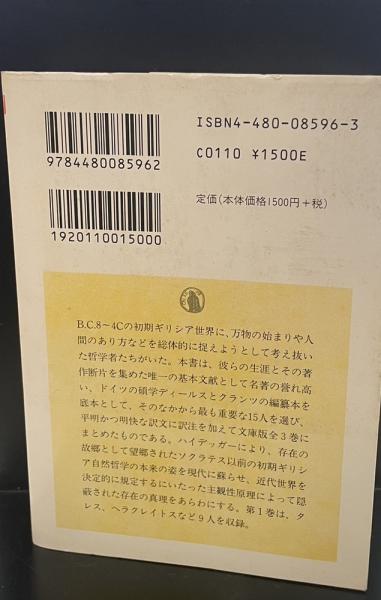 ISBN4-480-08596-3
9784480085962
C0110 ¥1500E
定価(本体価格1500円+税)
1920110015000
B.C.8〜4Cの初期ギリシア世界に、万物の始まりや人
間のあり方などを総体的に捉えようとして考え抜い
た哲学者たちがいた。本書は、彼らの生涯とその著
作断片を集めた唯一の基本文献として名著の誉れ高
い、ドイツの碩学ディールスとクランツの編纂本を
底本として、そのなかから最も重要な15人を選び、
平明かつ明快な訳文に訳注を加えて文庫版全3巻に
まとめたものである。ハイデッガーにより、存在の
故郷として望郷されたソクラテス以前の初期ギリシ
ア自然哲学の本来の姿を現代に蘇らせ、近代世界を
決定的に規定するにいたった主観性原理によって隠
蔽された存在の真理をあらわにする。第1巻は、タ
レス、ヘラクレイトスなど9人を収録。